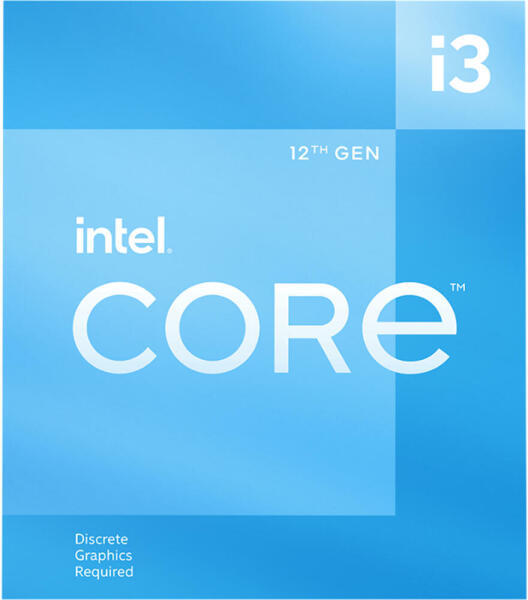 i3
12TH GEN
intel.
CORe™
Discrete
Graphics
Required